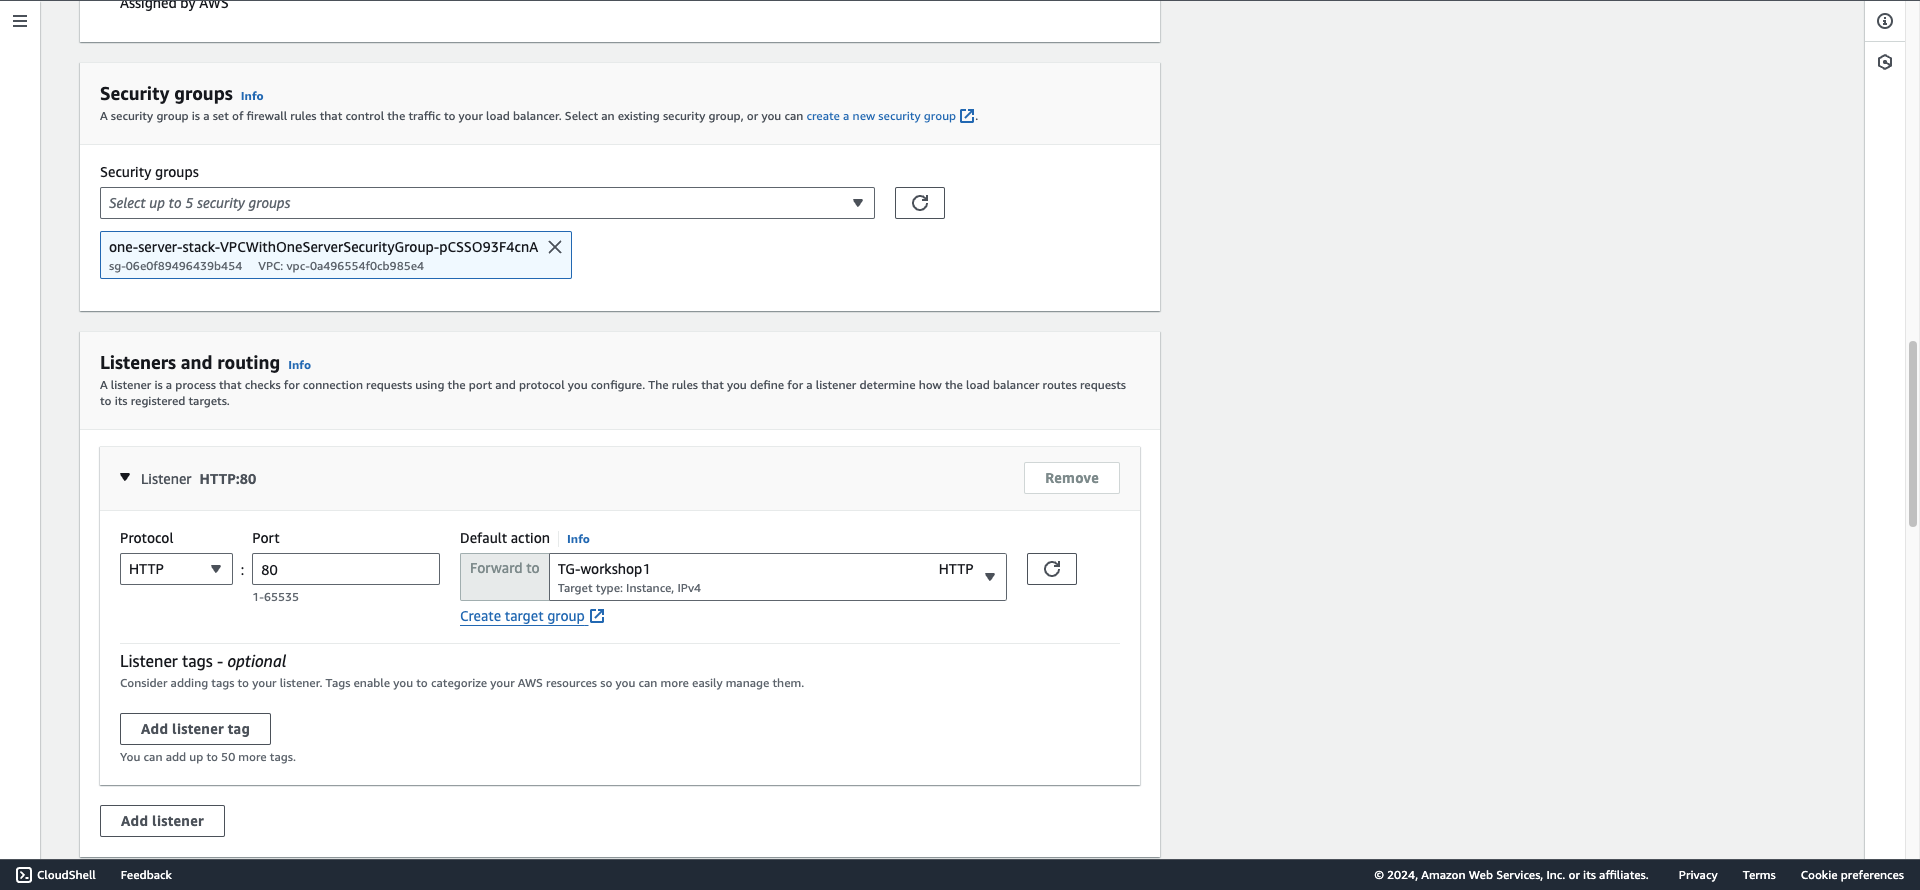 Assigned by AWS
Security groups Info
A security group is a set of firewall rules that control the traffic to your load balancer. Select an existing security group, or you can create a new security group.
Security groups
Select up to 5 security groups
one-server-stack-VPCWithOneServerSecurityGroup-pCSSO93F4cnA
sg-06e0f89496439b454 VPC: vpc-0a496554f0cb985e4
Listeners and routing Info
A listener is a process that checks for connection requests using the port and protocol you configure. The rules that you define for a listener determine how the load balancer routes requests
to its registered targets.
Listener HTTP:80
Remove
Protocol Port Default action Info
HTTP : 80 Forward to TG-workshop1 HTTP
Target type: Instance, IPv4
1-65535
Create target group
Listener tags - optional
Consider adding tags to your listener. Tags enable you to categorize your AWS resources so you can more easily manage them.
Add listener tag
You can add up to 50 more tags.
Add listener
CloudShell Feedback © 2024, Amazon Web Services, Inc. or its affiliates. Privacy Terms Cookie preferences